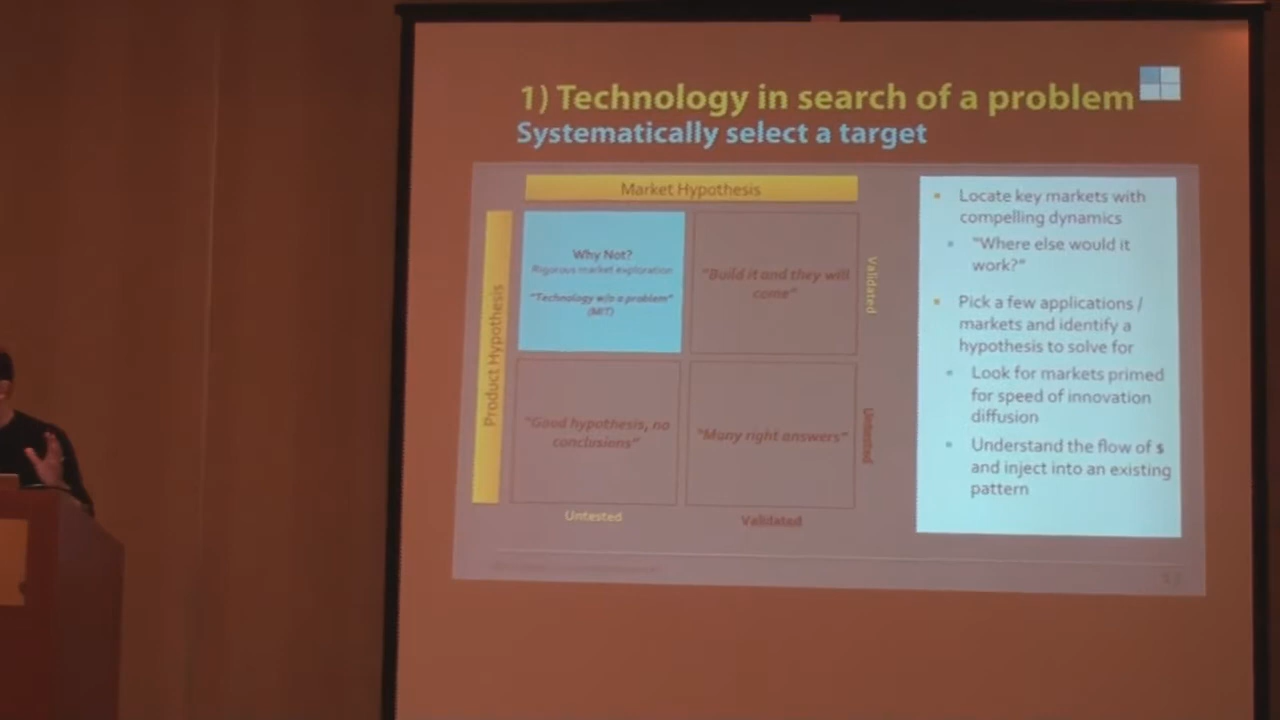 1) Technology in search of a problem
Systematically select a target
Market Hypothesis
Product Hypothesis
Why Not?
Rigorous market exploration
"Technology w/o a problem"
(MIT)
"Build it and they will
come"
Validated
"Good hypothesis, no
conclusions"
"Many right answers"
Untested
Untested
Validated
Locate key markets with
compelling dynamics
"Where else would it
work?"
Pick a few applications /
markets and identify a
hypothesis to solve for
Look for markets primed
for speed of innovation
diffusion
Understand the flow of $
and inject into an existing
pattern